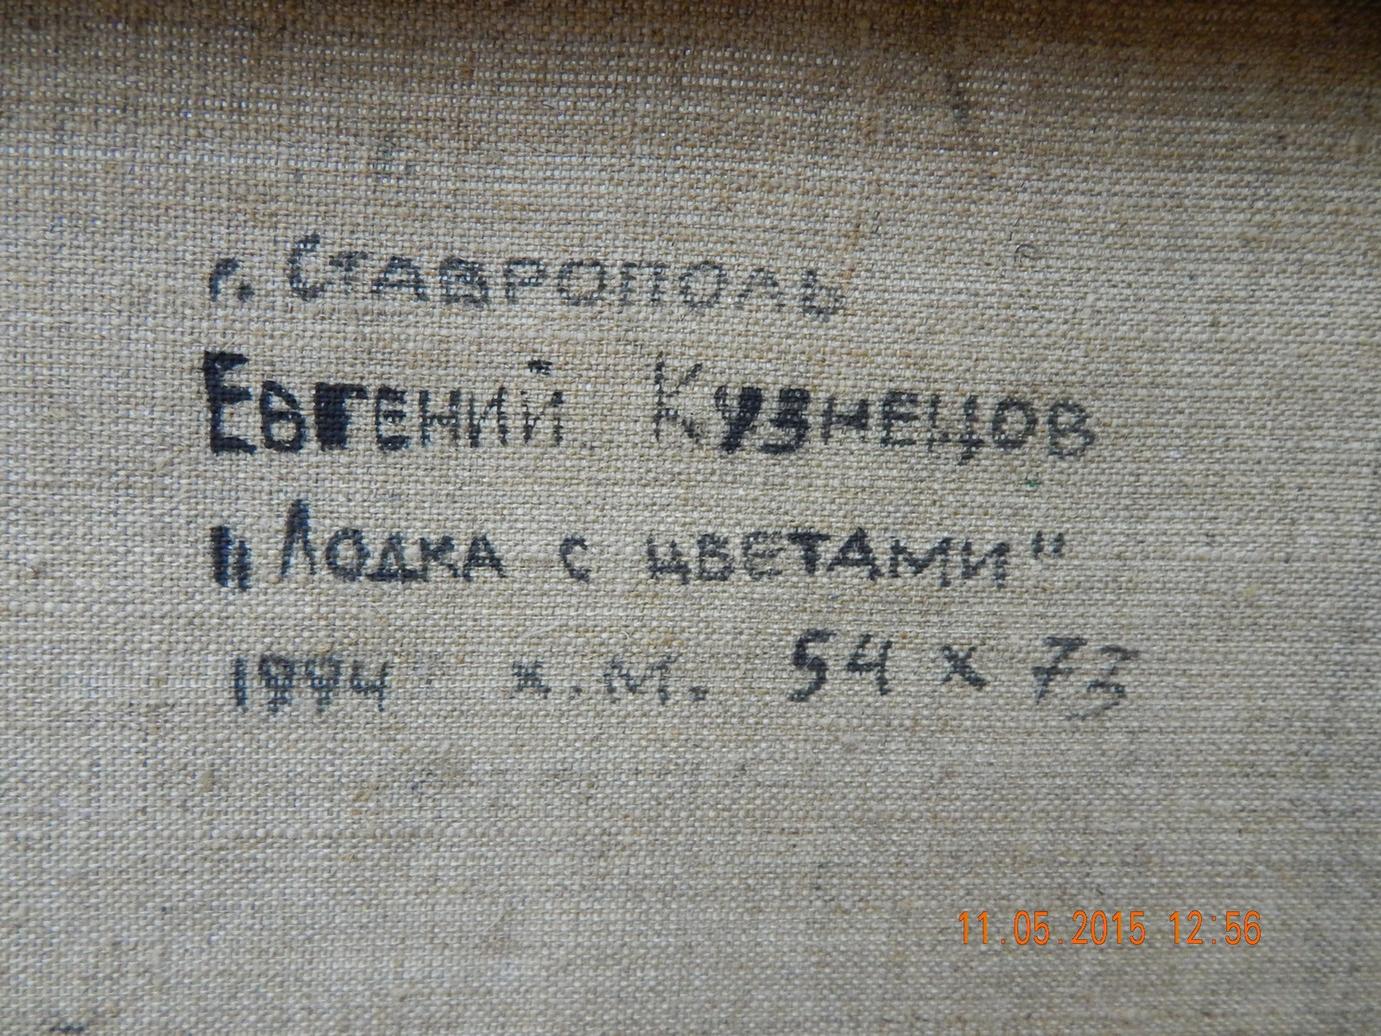 г. Ставрополь
Евгений Кузнецов
"Лодка с цветами"
1994 х.м. 54 x 73
11.05.2015 12:56